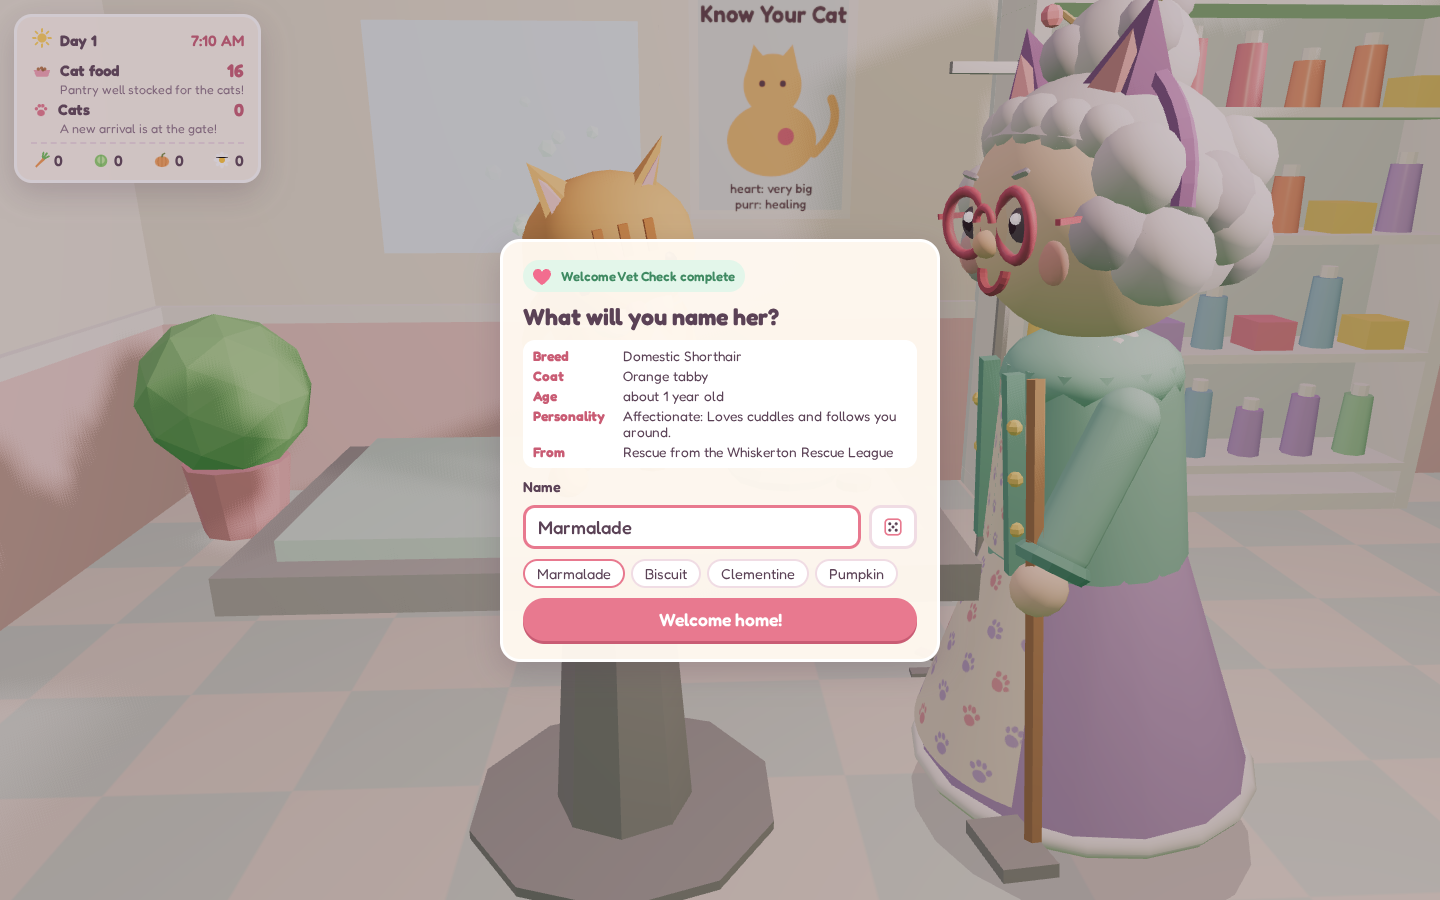 Day 1
7:10 AM
Cat food
16
Pantry well stocked for the cats!
Cats
0
A new arrival is at the gate!
0
0
0
0
Know Your Cat
heart: very big
purr: healing
Welcome Vet Check complete
What will you name her?
Breed Domestic Shorthair
Coat Orange tabby
Age about 1 year old
Personality Affectionate: Loves cuddles and follows you
around.
From Rescue from the Whiskerton Rescue League
Name
Marmalade
Marmalade
Biscuit
Clementine
Pumpkin
Welcome home!